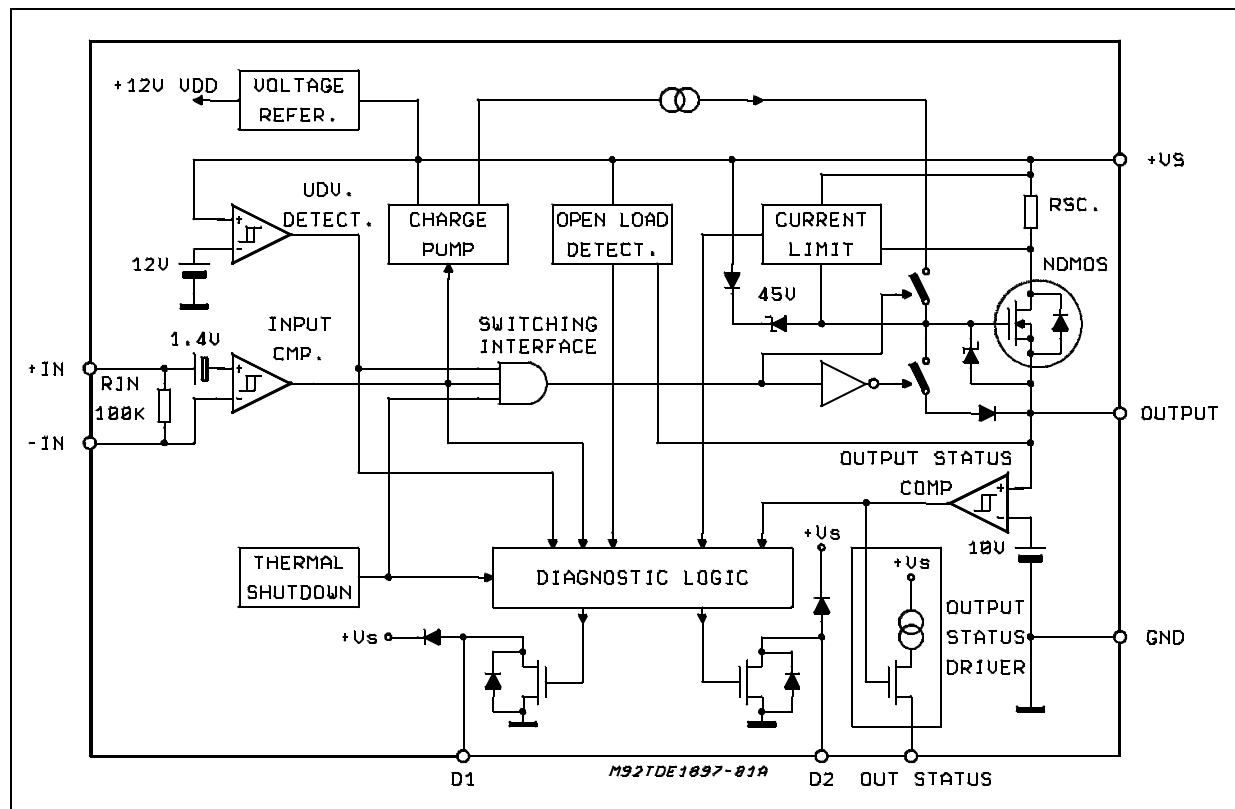 +12V VDD
VOLTAGE
REFER.
+VS
UDV.
DETECT.
CHARGE
PUMP
OPEN LOAD
DETECT.
CURRENT
LIMIT
RSC.
12V
NDMOS
45V
1.4V
INPUT
CMP.
SWITCHING
INTERFACE
+IN
RIN
100K
-IN
OUTPUT
OUTPUT STATUS
COMP
+Vs
10V
THERMAL
SHUTDOWN
DIAGNOSTIC LOGIC
+Vs
OUTPUT
STATUS
DRIVER
+Vs
GND
D1
M92TDE1897-01A
D2
OUT STATUS